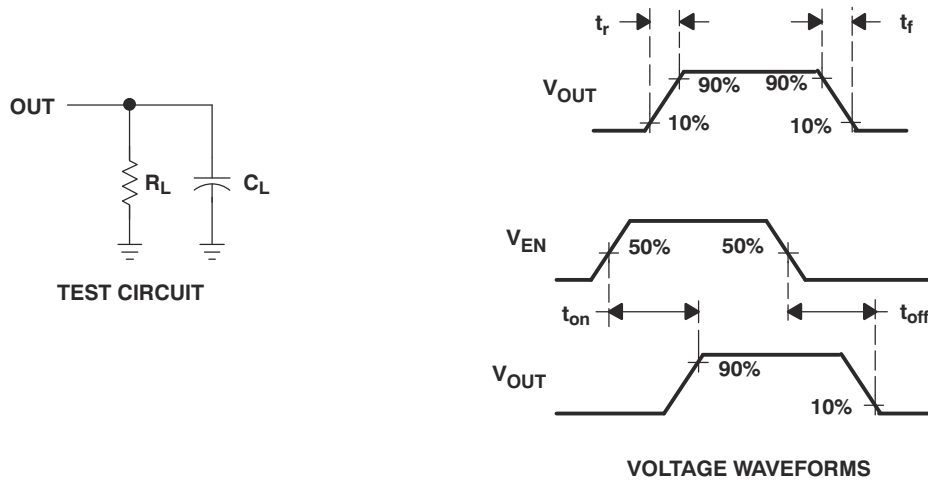 OUT
R_L
C_L
TEST CIRCUIT
t_r
t_f
V_OUT
90%
90%
10%
10%
V_EN
50%
50%
t_on
t_off
V_OUT
90%
10%
VOLTAGE WAVEFORMS